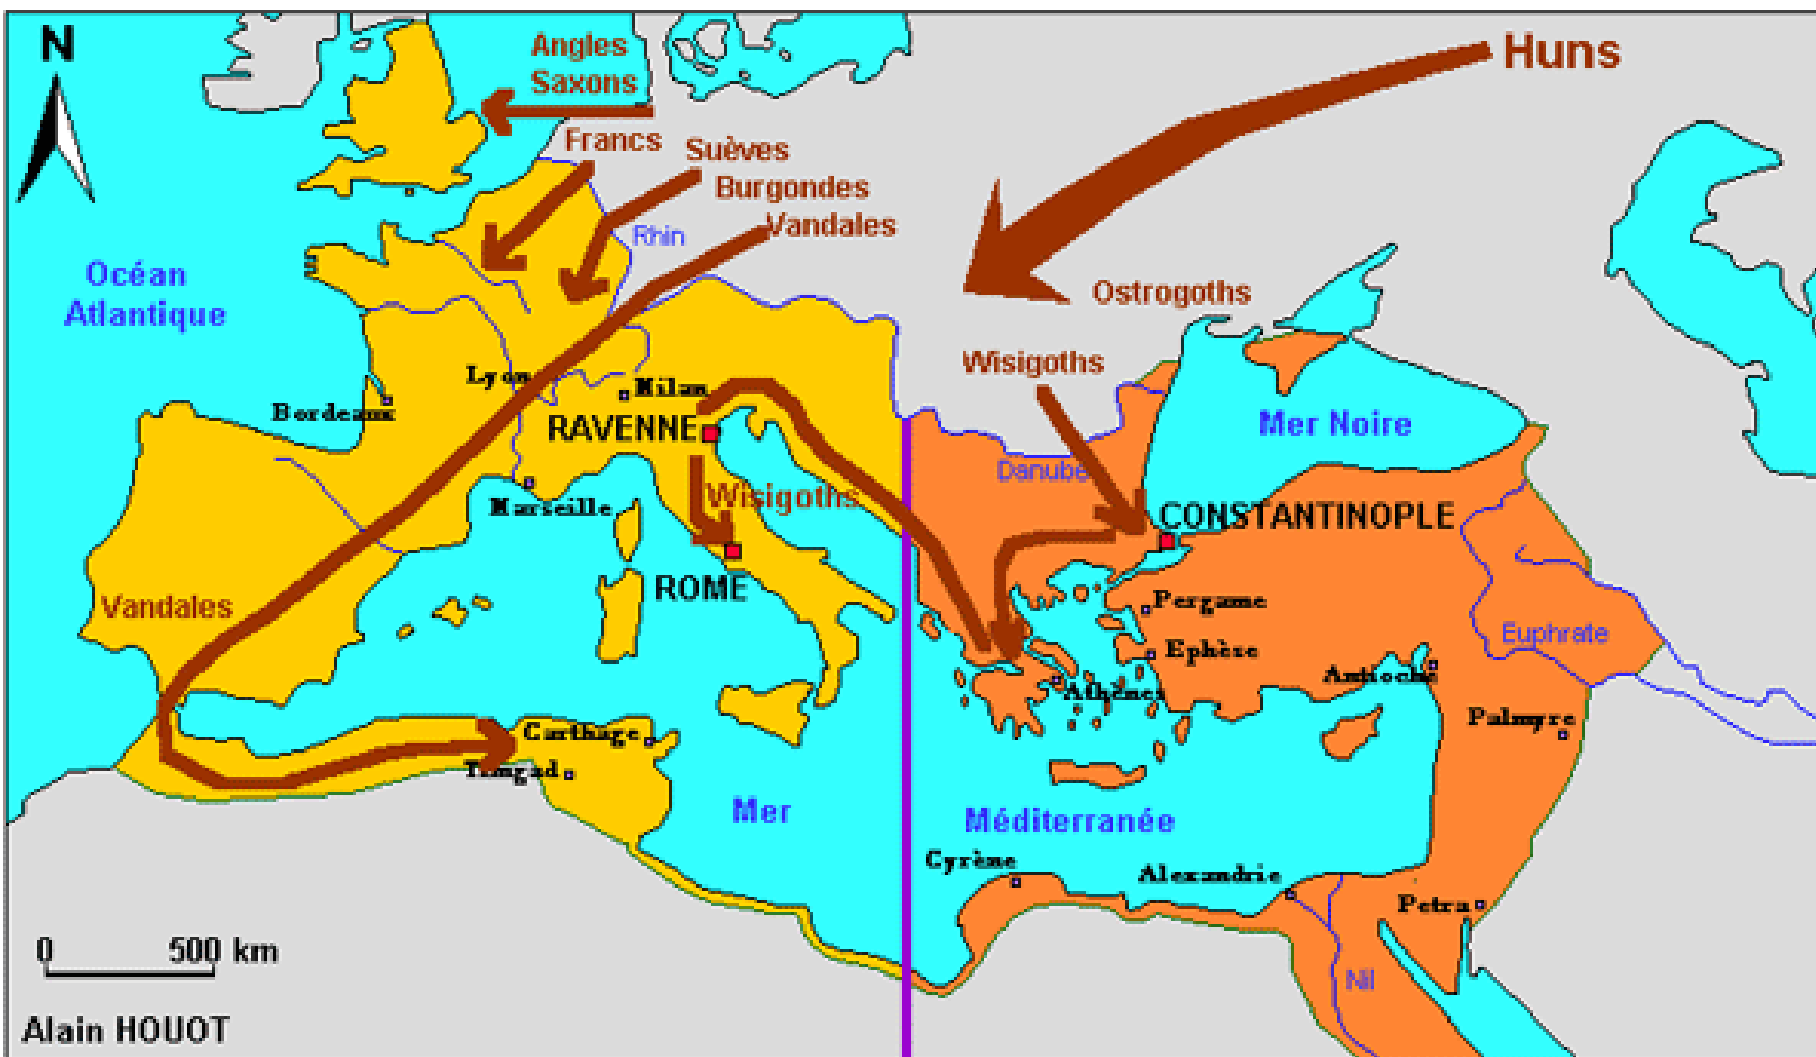 N
Angles
Saxons
Huns
Francs
Suèves
Burgondes
Vandales
Rhin
Océan
Atlantique
Ostrogoths
Wisigoths
Lyon
Milan
Bordeaux
RAVENNE
Mer Noire
Danube
Marseille
Wisigoths
CONSTANTINOPLE
ROME
Vandales
Pergame
Ephèse
Euphrate
Antioche
Athènes
Palmyre
Carthage
Timgad
Mer
Méditerranée
Cyrène
Alexandrie
Petra
0 500 km
Nil
Alain HOUOT